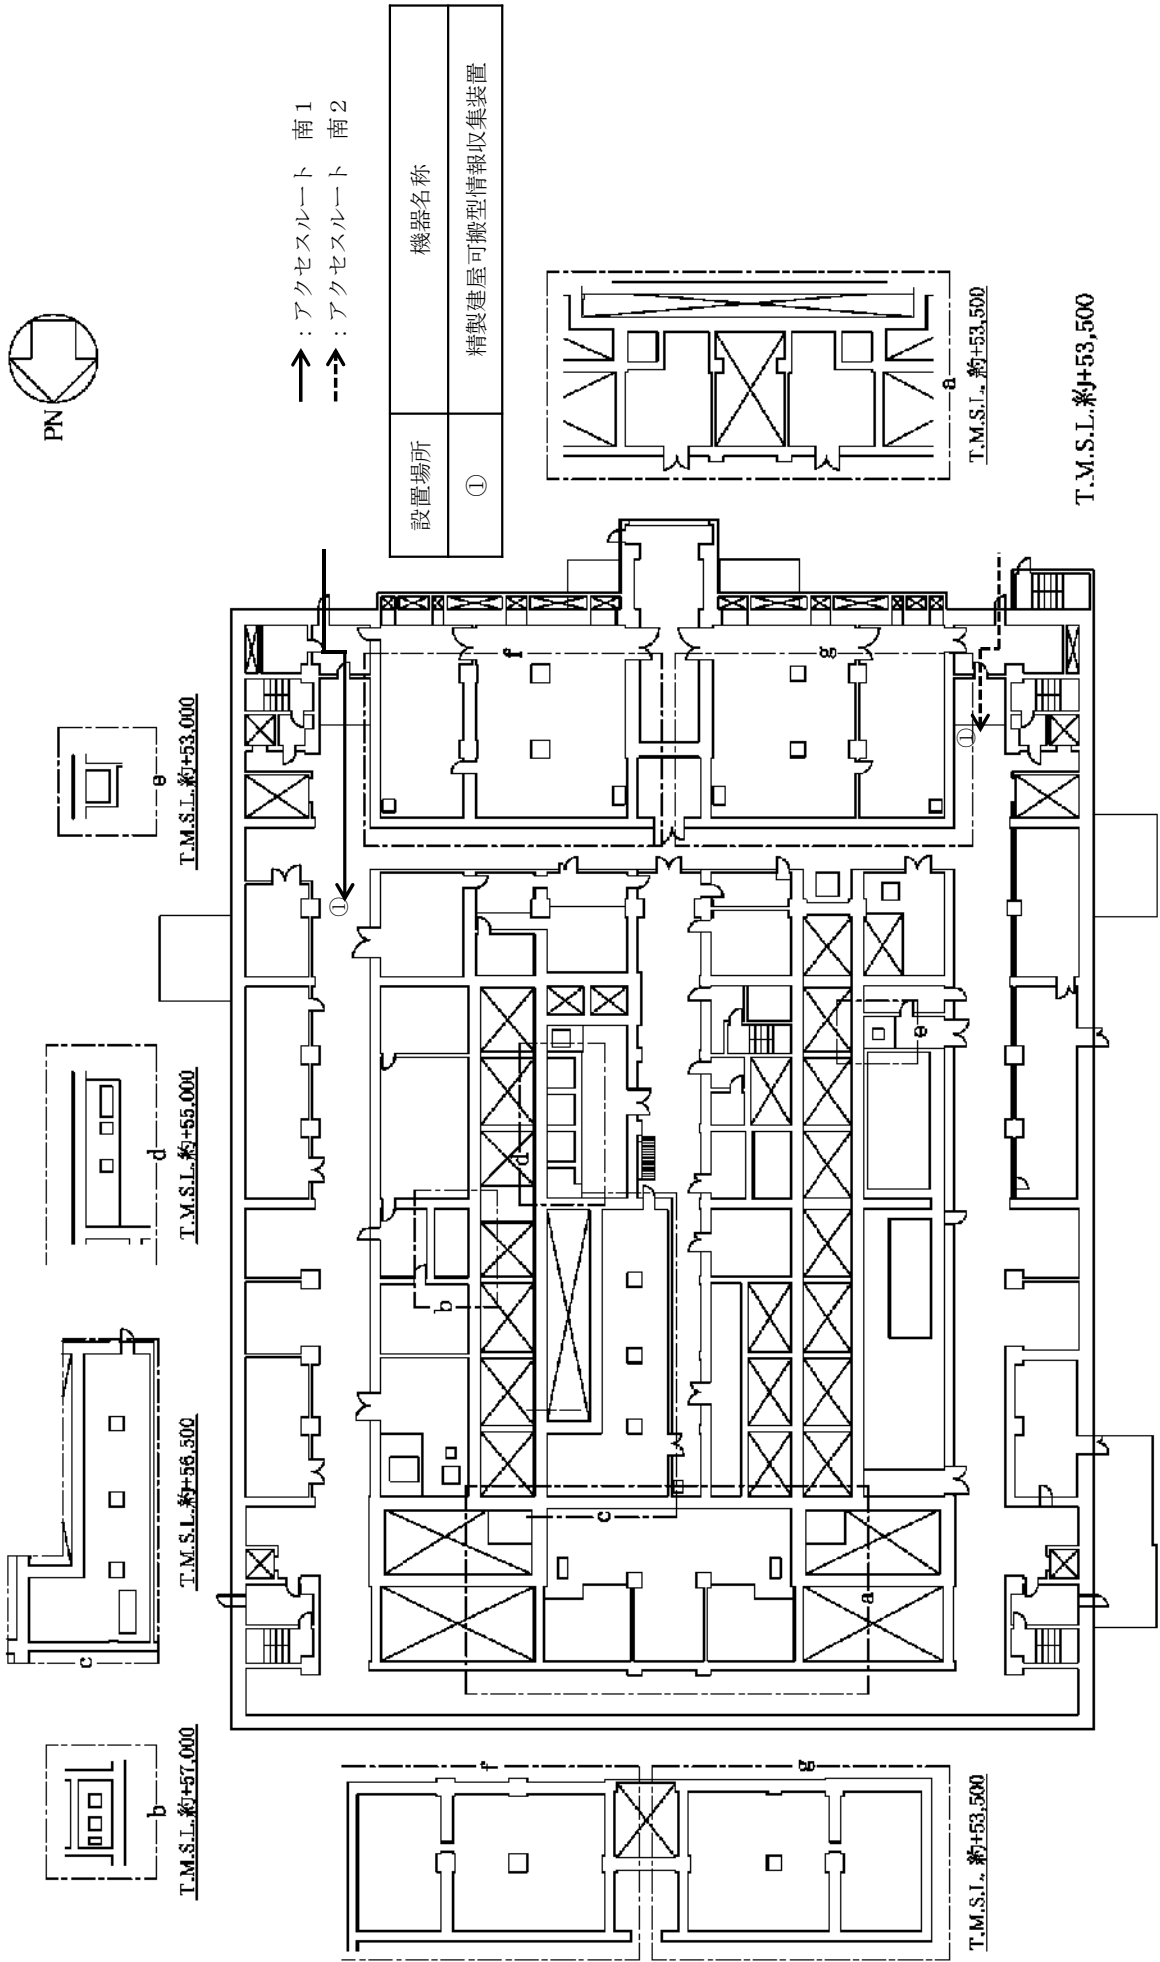 PN
：アクセスルート　南１
：アクセスルート　南２
設置場所 機器名称
① 精製建屋可搬型情報収集装置
b
T.M.S.L.約+57,000
c
T.M.S.L.約+56,500
d
T.M.S.L.約+55,000
e
T.M.S.L.約+53,000
①
①
f
g
b
d
e
c
a
f
g
T.M.S.L. 約+53,500
a
T.M.S.L. 約+53,500
T.M.S.L.約+53,500